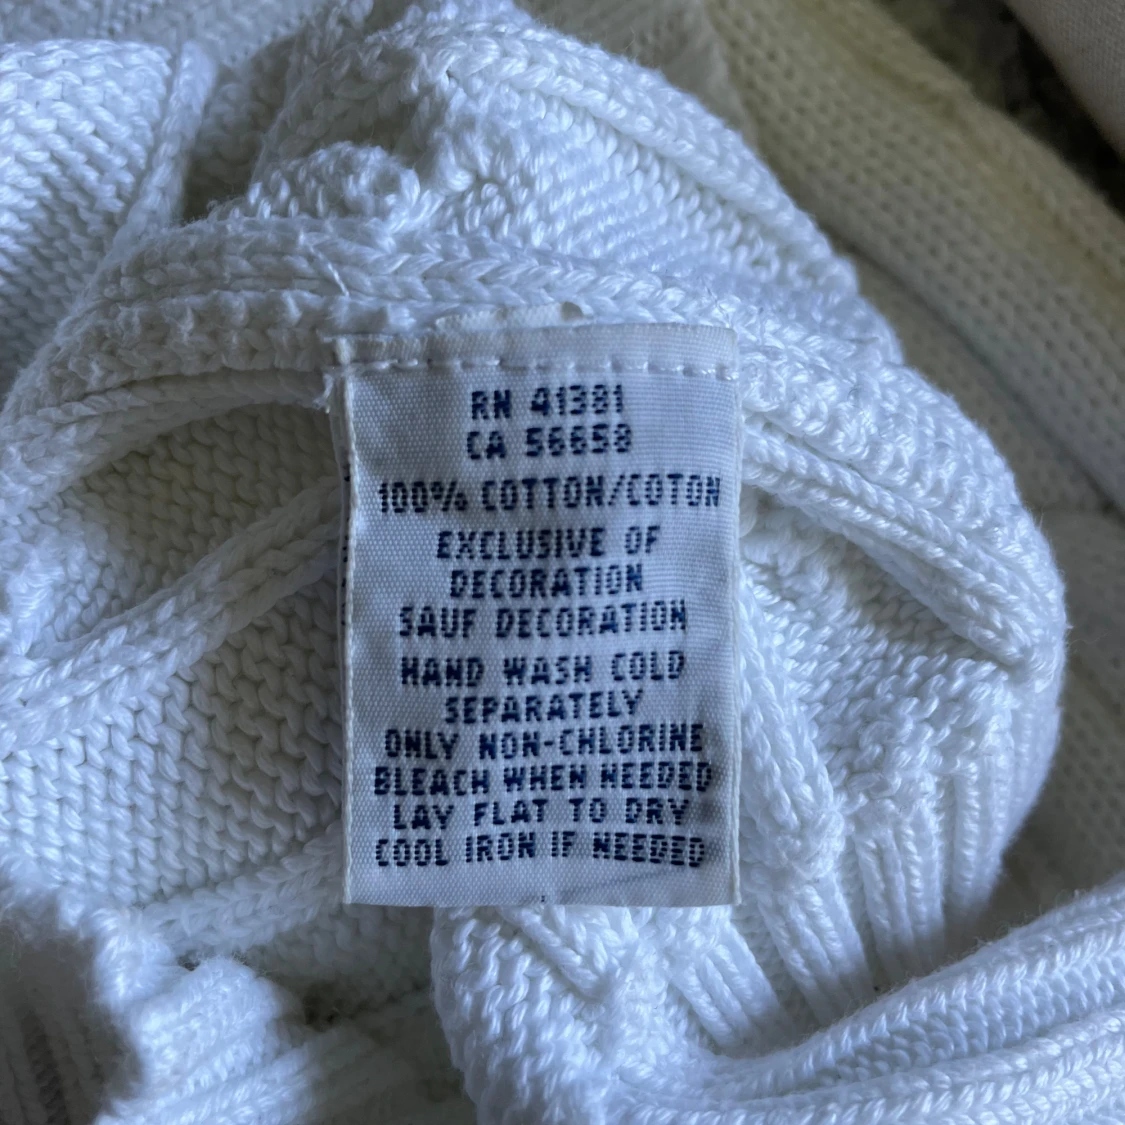 RN 41381
CA 56658
100% COTTON/COTON
EXCLUSIVE OF
DECORATION
SAUF DECORATION
HAND WASH COLD
SEPARATELY
ONLY NON-CHLORINE
BLEACH WHEN NEEDED
LAY FLAT TO DRY
COOL IRON IF NEEDED